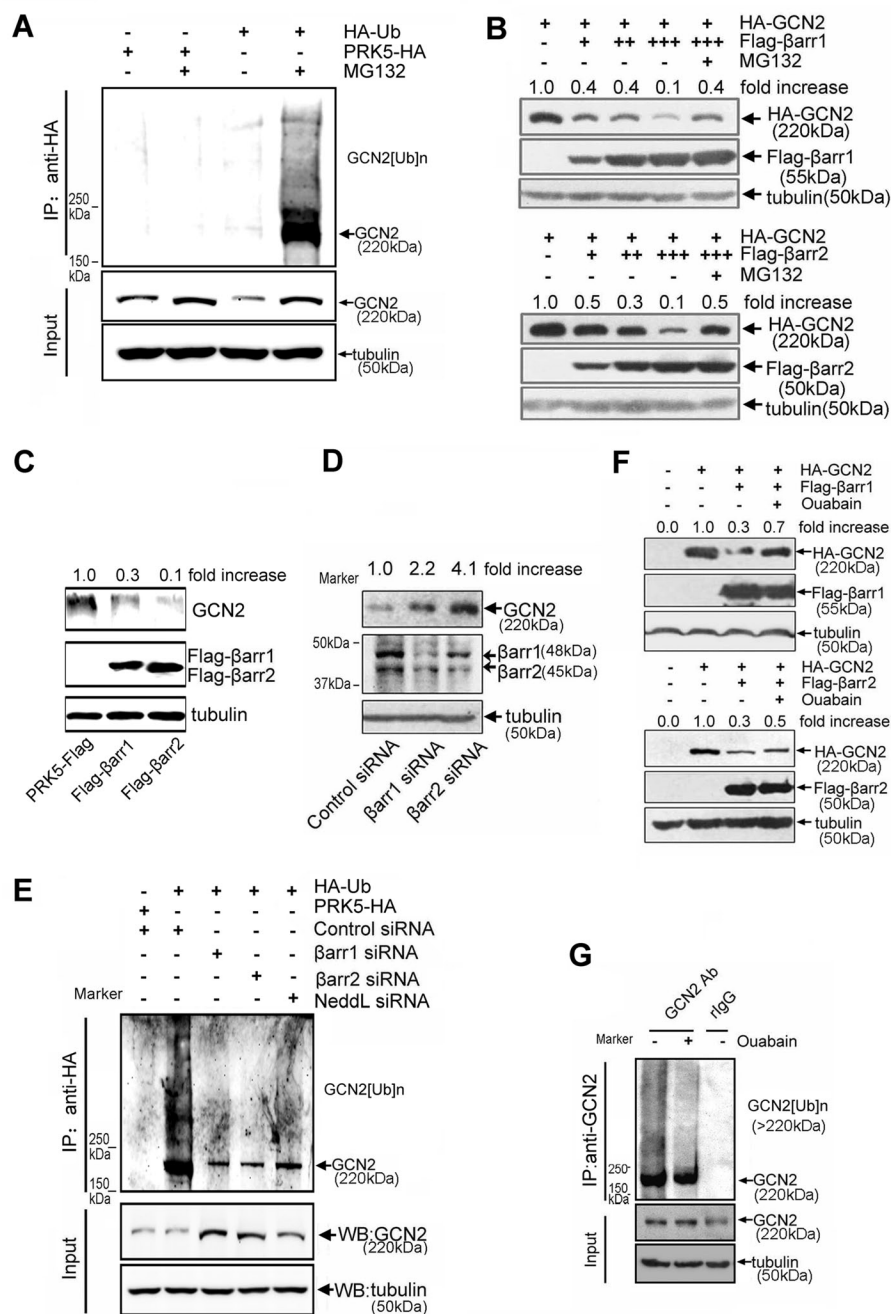 A
- - + + HA-Ub
+ + - - PRK5-HA
- + - + MG132
IP: anti-HA
GCN2[Ub]n
250
kDa
GCN2
(220kDa)
150
kDa
Input
GCN2
(220kDa)
tubulin
(50kDa)
B
+ + + + + HA-GCN2
- + ++ +++ +++ Flag-βarr1
- - - - + MG132
1.0 0.4 0.4 0.1 0.4 fold increase
HA-GCN2
(220kDa)
Flag-βarr1
(55kDa)
tubulin(50kDa)
+ + + + + HA-GCN2
- + ++ +++ +++ Flag-βarr2
- - - - + MG132
1.0 0.5 0.3 0.1 0.5 fold increase
HA-GCN2
(220kDa)
Flag-βarr2
(50kDa)
tubulin(50kDa)
C
1.0 0.3 0.1 fold increase
GCN2
Flag-βarr1
Flag-βarr2
tubulin
PRK5-Flag
Flag-βarr1
Flag-βarr2
D
Marker 1.0 2.2 4.1 fold increase
GCN2
(220kDa)
50kDa
βarr1(48kDa)
βarr2(45kDa)
37kDa
tubulin
(50kDa)
Control siRNA
βarr1 siRNA
βarr2 siRNA
F
- + + + HA-GCN2
- - + + Flag-βarr1
- - - + Ouabain
0.0 1.0 0.3 0.7 fold increase
HA-GCN2
(220kDa)
Flag-βarr1
(55kDa)
tubulin
(50kDa)
- + + + HA-GCN2
- - + + Flag-βarr2
- - - + Ouabain
0.0 1.0 0.3 0.5 fold increase
HA-GCN2
(220kDa)
Flag-βarr2
(50kDa)
tubulin
(50kDa)
E
- + + + + HA-Ub
+ - - - - PRK5-HA
+ + - - - Control siRNA
- - + - - βarr1 siRNA
- - - + - βarr2 siRNA
- - - - + NeddL siRNA
Marker
IP: anti-HA
GCN2[Ub]n
250
kDa
GCN2
(220kDa)
150
kDa
Input
WB:GCN2
(220kDa)
WB:tubulin
(50kDa)
G
GCN2 Ab
rIgG
Marker - + - Ouabain
IP:anti-GCN2
GCN2[Ub]n
(>220kDa)
250
150
kDa
GCN2
(220kDa)
Input
GCN2
(220kDa)
tubulin
(50kDa)